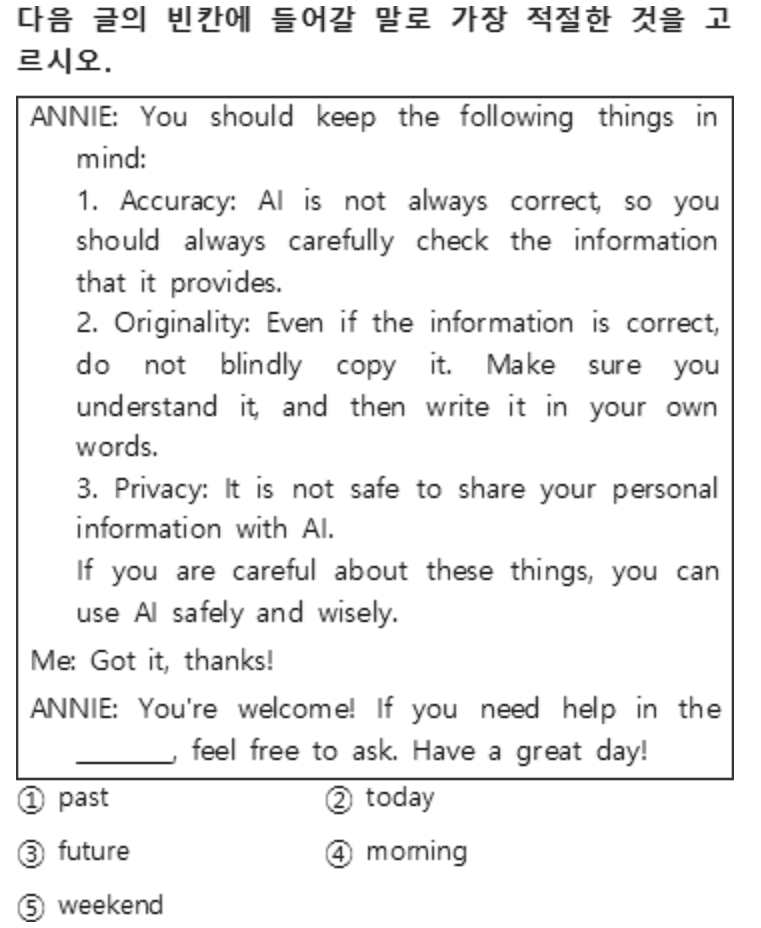 다음 글의 빈칸에 들어갈 말로 가장 적절한 것을 고
르시오.
ANNIE: You should keep the following things in
mind:
1. Accuracy: AI is not always correct, so you
should always carefully check the information
that it provides.
2. Originality: Even if the information is correct,
do not blindly copy it. Make sure you
understand it, and then write it in your own
words.
3. Privacy: It is not safe to share your personal
information with AI.
If you are careful about these things, you can
use AI safely and wisely.
Me: Got it, thanks!
ANNIE: You're welcome! If you need help in the
_______, feel free to ask. Have a great day!
① past ② today
③ future ④ morning
⑤ weekend